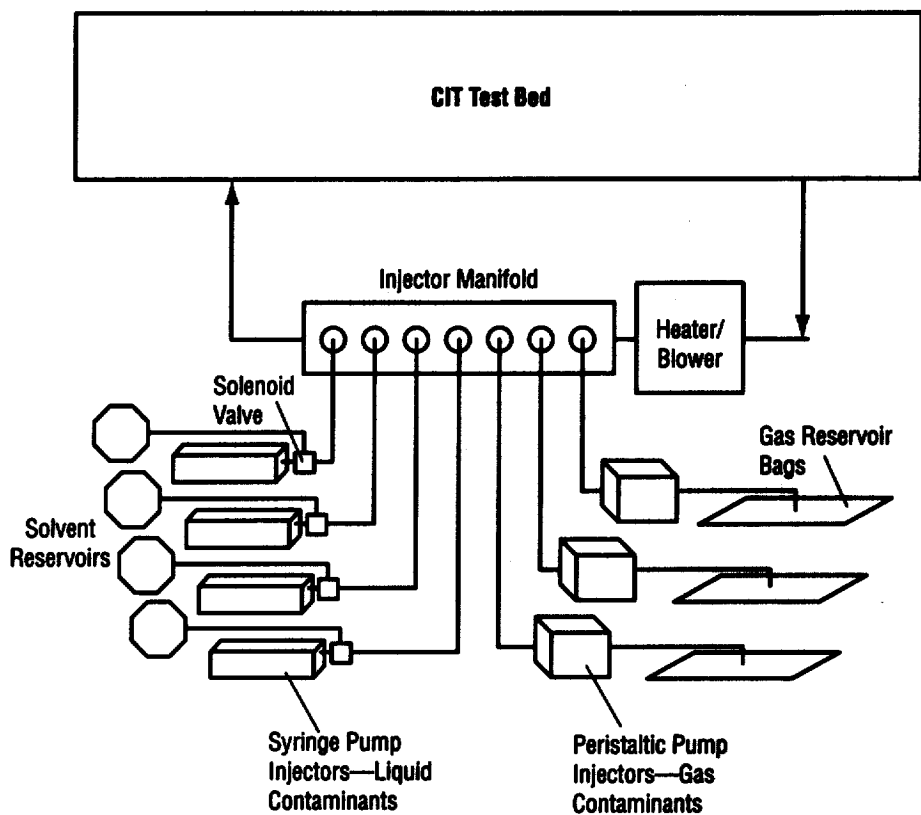 CIT Test Bed
Injector Manifold
Heater/
Blower
Solenoid
Valve
Gas Reservoir
Bags
Solvent
Reservoirs
Syringe Pump
Injectors—Liquid
Contaminants
Peristaltic Pump
Injectors—Gas
Contaminants